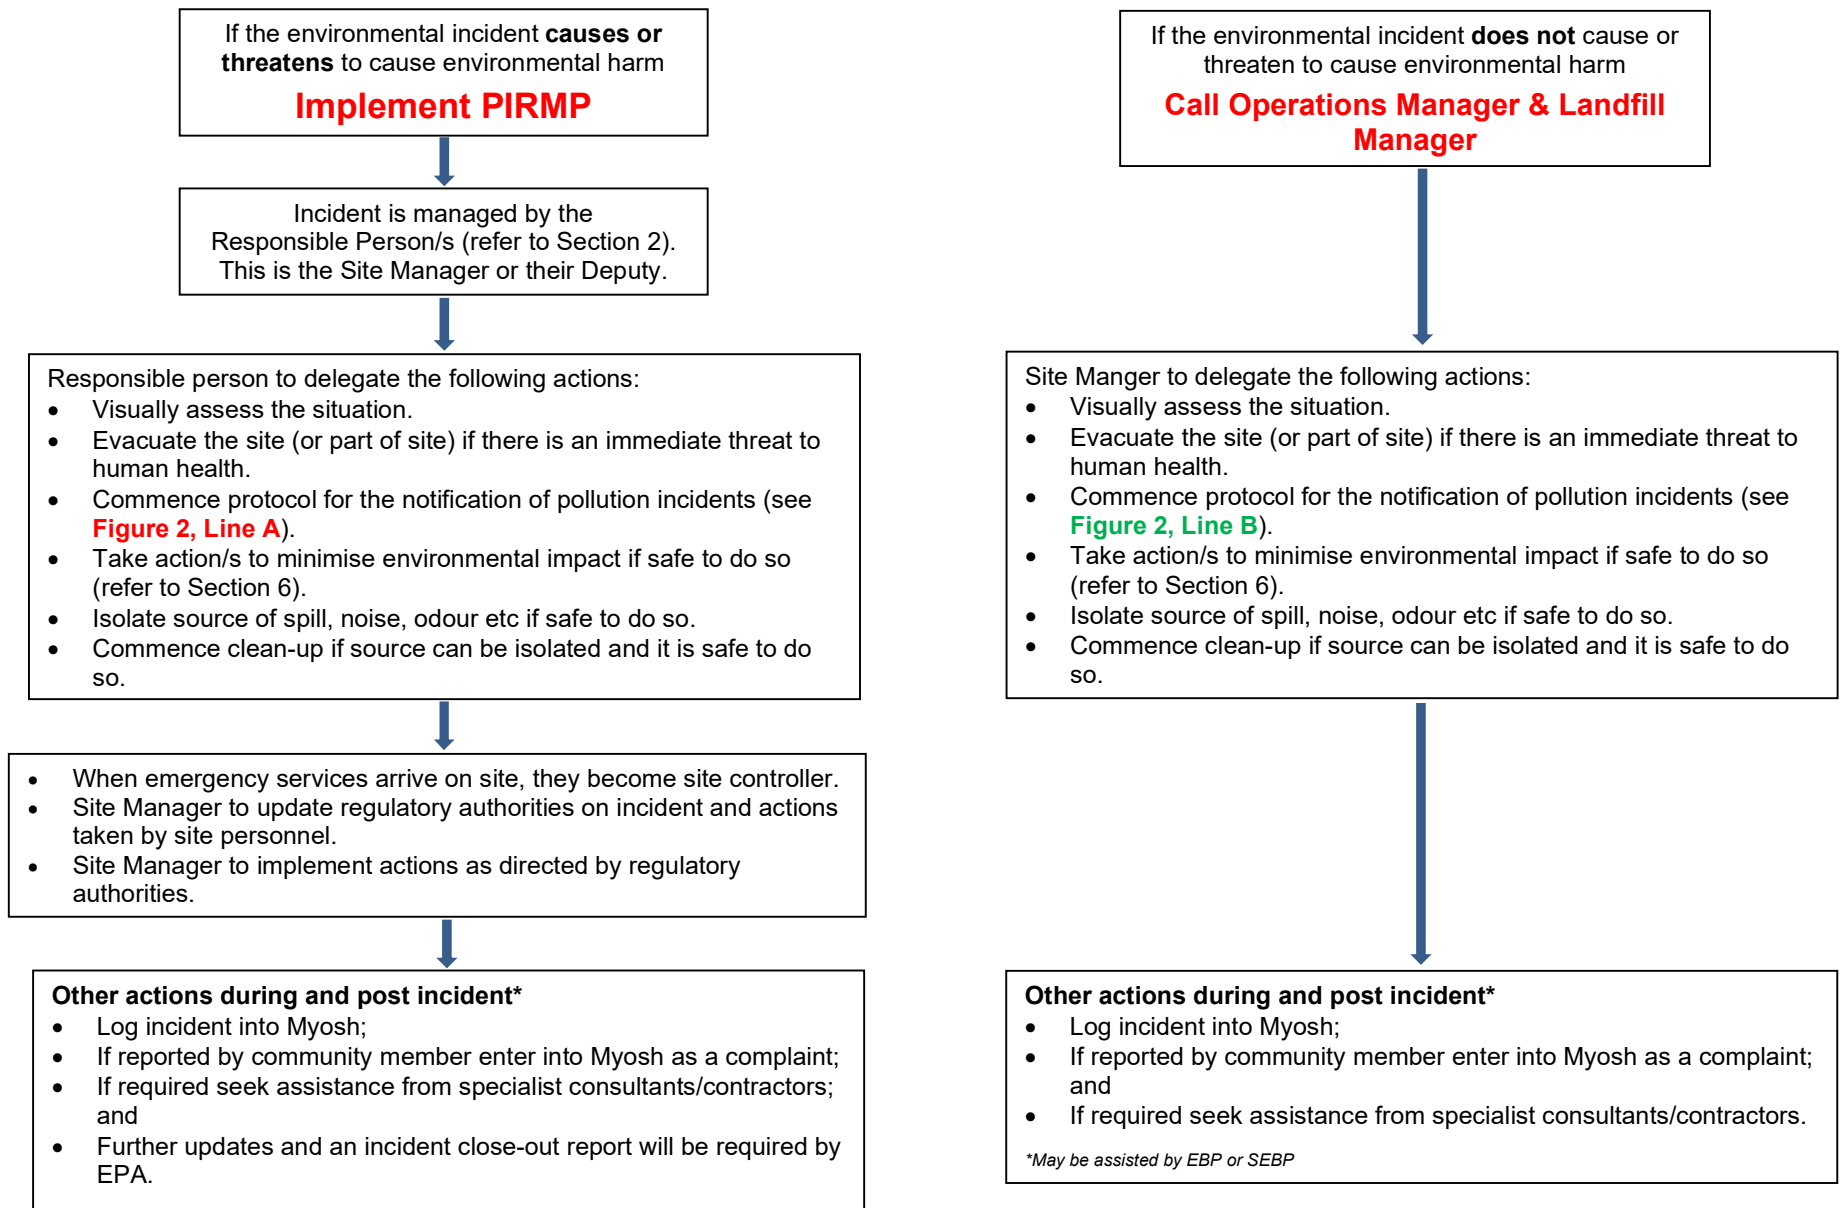 If the environmental incident causes or
threatens to cause environmental harm
Implement PIRMP
Incident is managed by the
Responsible Person/s (refer to Section 2).
This is the Site Manager or their Deputy.
Responsible person to delegate the following actions:
• Visually assess the situation.
• Evacuate the site (or part of site) if there is an immediate threat to
human health.
• Commence protocol for the notification of pollution incidents (see
Figure 2, Line A).
• Take action/s to minimise environmental impact if safe to do so
(refer to Section 6).
• Isolate source of spill, noise, odour etc if safe to do so.
• Commence clean-up if source can be isolated and it is safe to do
so.
• When emergency services arrive on site, they become site controller.
• Site Manager to update regulatory authorities on incident and actions
taken by site personnel.
• Site Manager to implement actions as directed by regulatory
authorities.
Other actions during and post incident*
• Log incident into Myosh;
• If reported by community member enter into Myosh as a complaint;
• If required seek assistance from specialist consultants/contractors;
and
• Further updates and an incident close-out report will be required by
EPA.
If the environmental incident does not cause or
threaten to cause environmental harm
Call Operations Manager & Landfill
Manager
Site Manger to delegate the following actions:
• Visually assess the situation.
• Evacuate the site (or part of site) if there is an immediate threat to
human health.
• Commence protocol for the notification of pollution incidents (see
Figure 2, Line B).
• Take action/s to minimise environmental impact if safe to do so
(refer to Section 6).
• Isolate source of spill, noise, odour etc if safe to do so.
• Commence clean-up if source can be isolated and it is safe to do
so.
Other actions during and post incident*
• Log incident into Myosh;
• If reported by community member enter into Myosh as a complaint;
and
• If required seek assistance from specialist consultants/contractors.
*May be assisted by EBP or SEBP